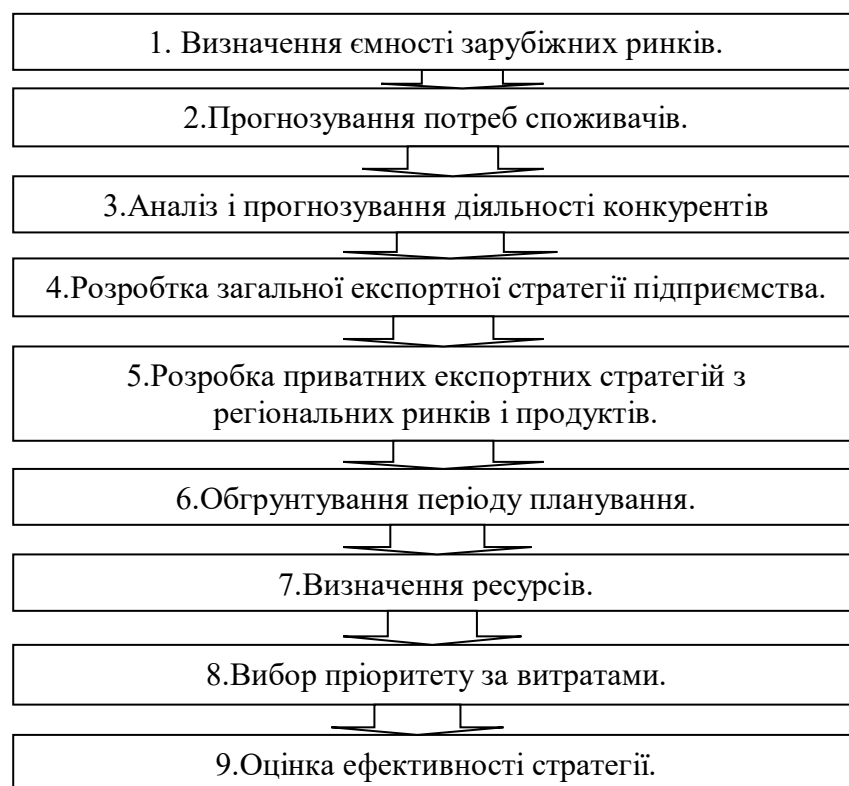 1. Визначення ємності зарубіжних ринків.
2.Прогнозування потреб споживачів.
3.Аналіз і прогнозування діяльності конкурентів
4.Розробтка загальної експортної стратегії підприємства.
5.Розробка приватних експортних стратегій з
регіональних ринків і продуктів.
6.Обгрунтування періоду планування.
7.Визначення ресурсів.
8.Вибор пріоритету за витратами.
9.Оцінка ефективності стратегії.